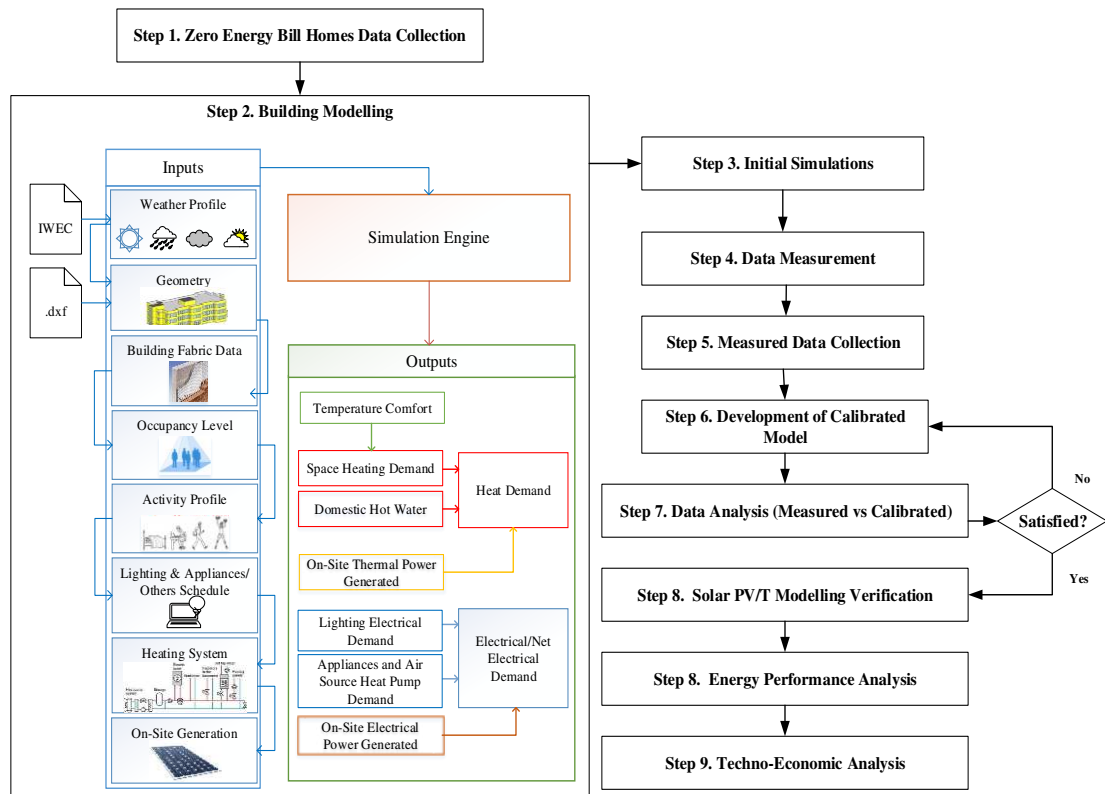 Step 1. Zero Energy Bill Homes Data Collection
Step 2. Building Modelling
Inputs
IWEC
Weather Profile
.dxf
Geometry
Building Fabric Data
Occupancy Level
Activity Profile
Lighting & Appliances/
Others Schedule
Heating System
On-Site Generation
Simulation Engine
Outputs
Temperature Comfort
Space Heating Demand
Domestic Hot Water
Heat Demand
On-Site Thermal Power
Generated
Lighting Electrical
Demand
Appliances and Air
Source Heat Pump
Demand
Electrical/Net
Electrical
Demand
On-Site Electrical
Power Generated
Step 3. Initial Simulations
Step 4. Data Measurement
Step 5. Measured Data Collection
Step 6. Development of Calibrated
Model
Step 7. Data Analysis (Measured vs Calibrated)
Satisfied?
No
Yes
Step 8. Solar PV/T Modelling Verification
Step 8. Energy Performance Analysis
Step 9. Techno-Economic Analysis